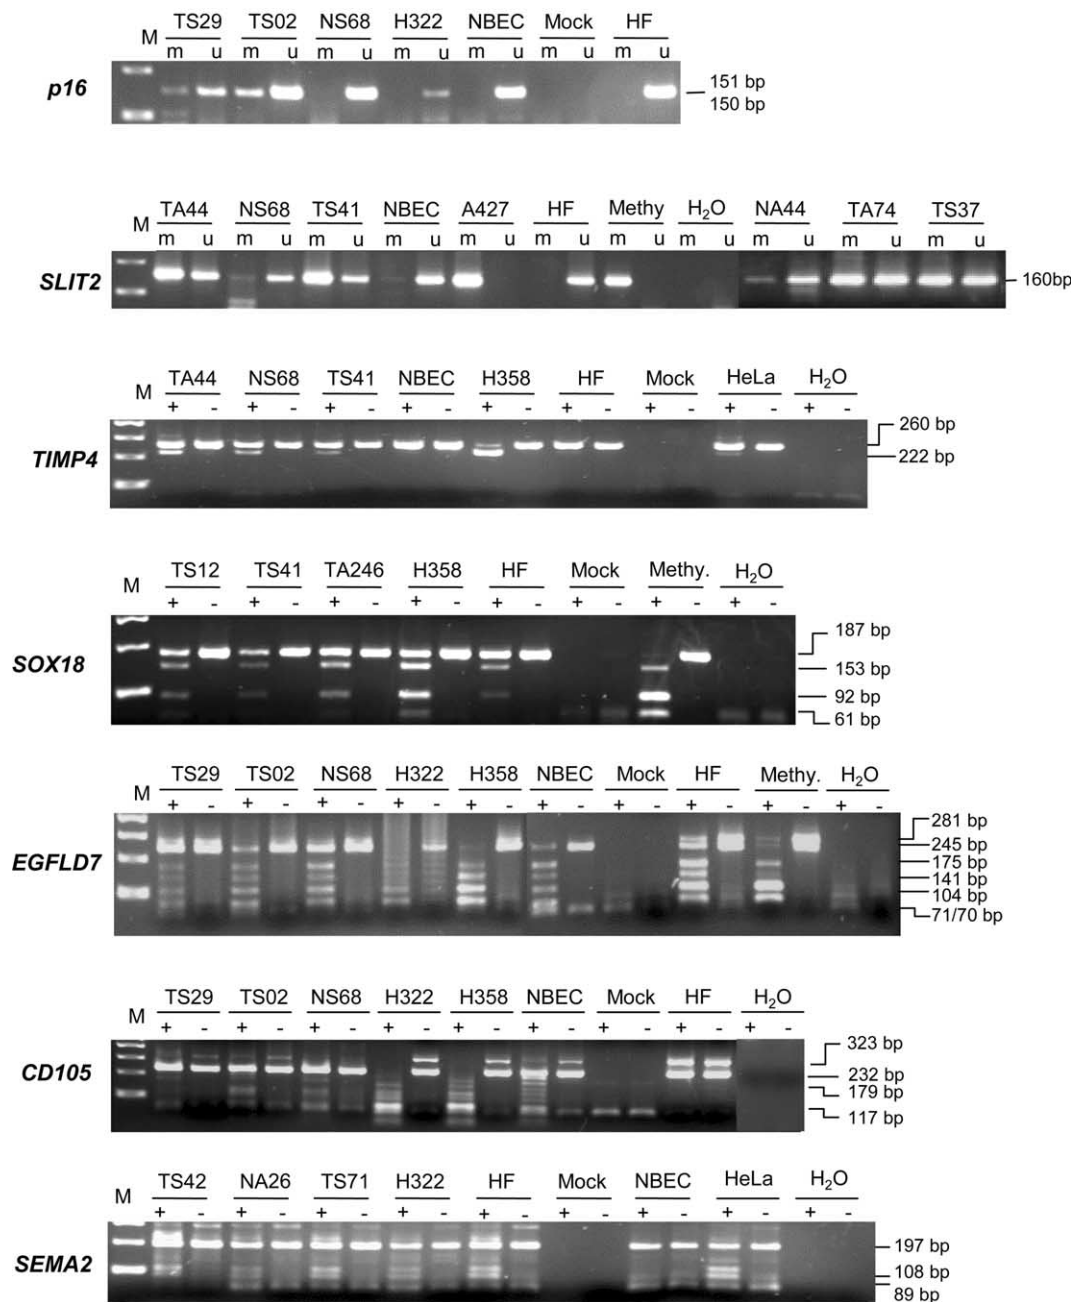 TS29 TS02 NS68 H322 NBEC Mock HF
M m u m u m u m u m u m u m u
p16
151 bp
150 bp
TA44 NS68 TS41 NBEC A427 HF Methy H₂O NA44 TA74 TS37
M
m u m u m u m u m u m u m u m u m u m u m u
SLIT2
160bp
TA44 NS68 TS41 NBEC H358 HF Mock HeLa H₂O
M
+ - + - + - + - + - + - + - + - + -
260 bp
TIMP4
222 bp
TS12 TS41 TA246 H358 HF Mock Methy. H₂O
M
+ - + - + - + - + - + - + - + -
187 bp
SOX18
153 bp
92 bp
61 bp
TS29 TS02 NS68 H322 H358 NBEC Mock HF Methy. H₂O
M
+ - + - + - + - + - + - + - + - + - + -
281 bp
245 bp
EGFLD7
175 bp
141 bp
104 bp
71/70 bp
TS29 TS02 NS68 H322 H358 NBEC Mock HF H₂O
M
+ - + - + - + - + - + - + - + - + -
323 bp
CD105
232 bp
179 bp
117 bp
TS42 NA26 TS71 H322 HF Mock NBEC HeLa H₂O
M
+ - + - + - + - + - + - + - + - + -
197 bp
SEMA2
108 bp
89 bp